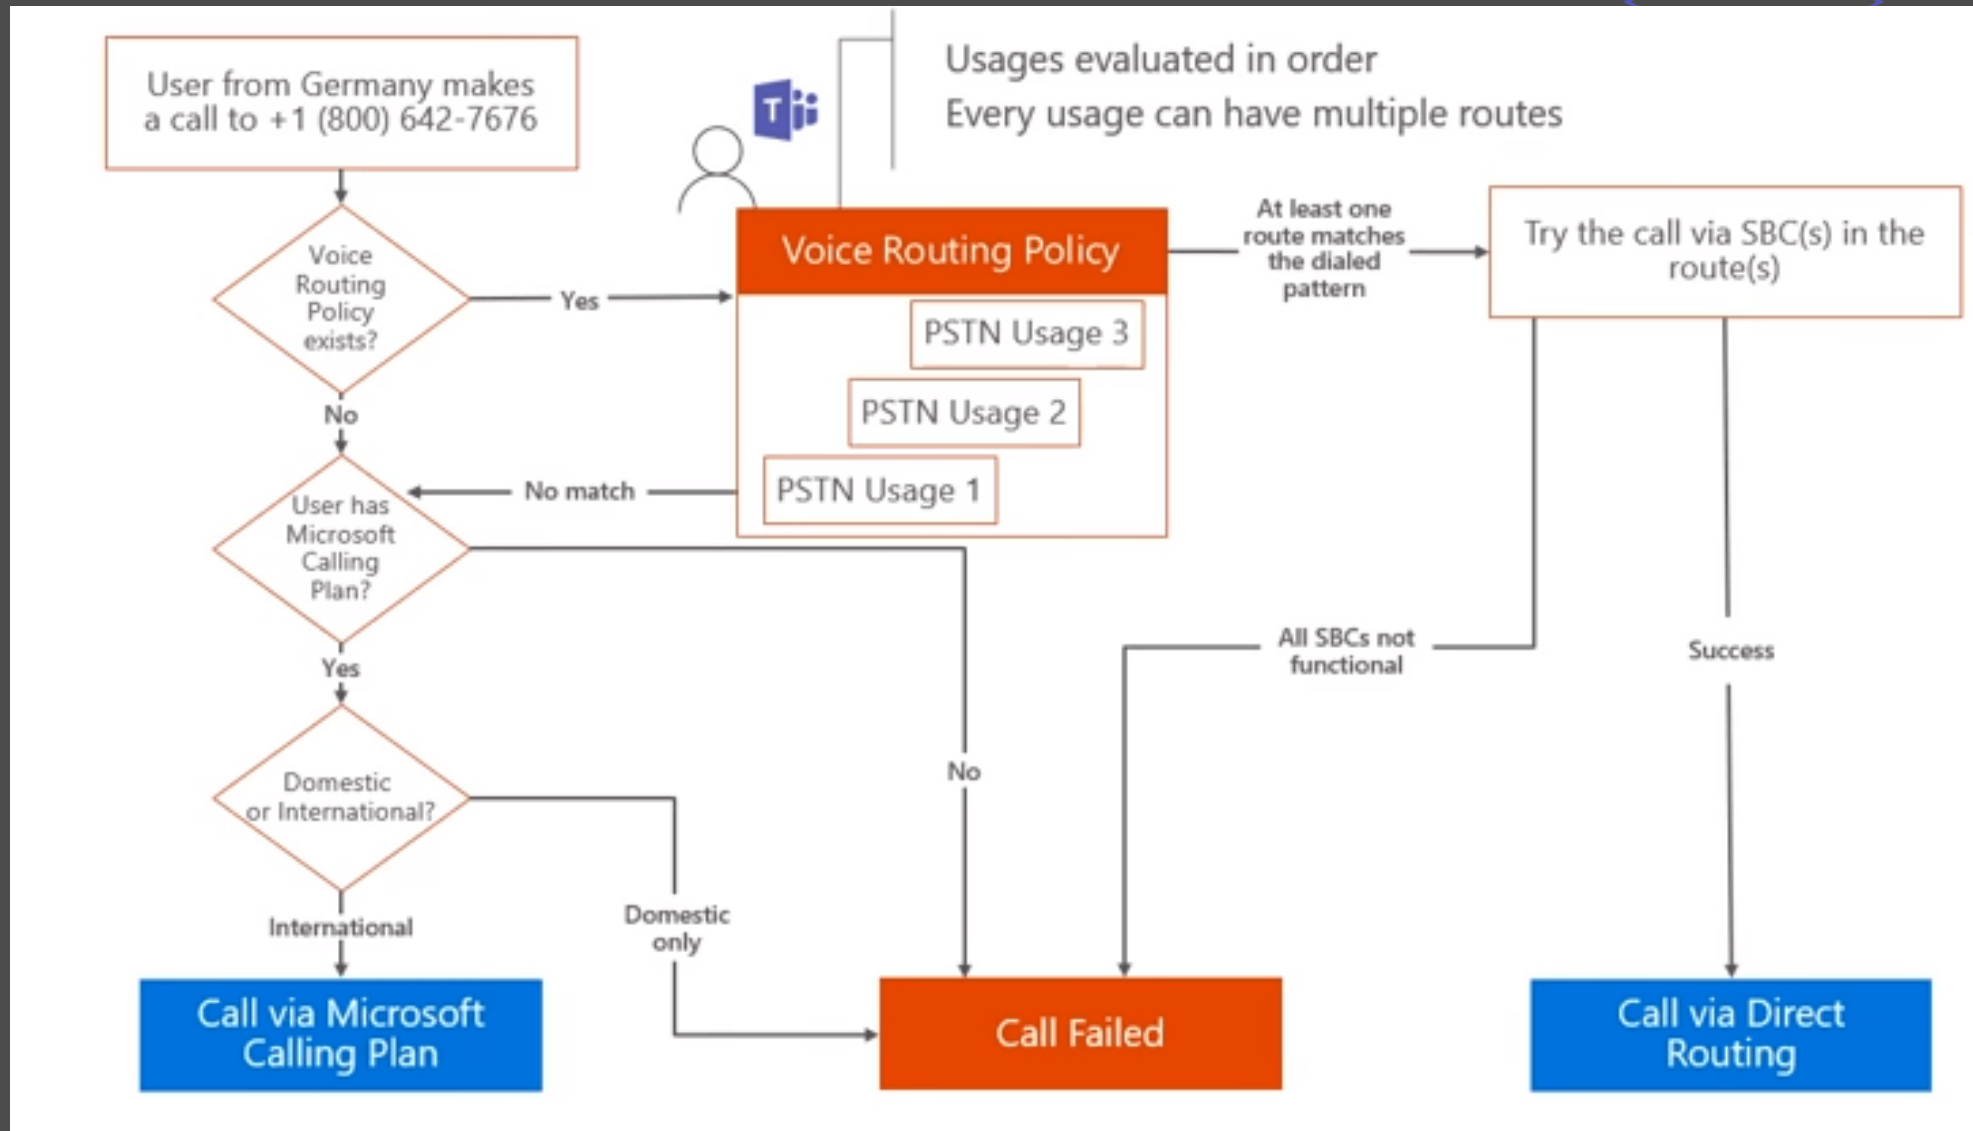 User from Germany makes
a call to +1 (800) 642-7676
Usages evaluated in order
Every usage can have multiple routes
T
Voice
Routing
Policy
exists?
Yes
Voice Routing Policy
At least one
route matches
the dialed
pattern
Try the call via SBC(s) in the
route(s)
PSTN Usage 3
PSTN Usage 2
PSTN Usage 1
No
No match
User has
Microsoft
Calling
Plan?
Yes
All SBCs not
functional
Success
No
Domestic
or International?
International
Domestic
only
Call via Microsoft
Calling Plan
Call Failed
Call via Direct
Routing